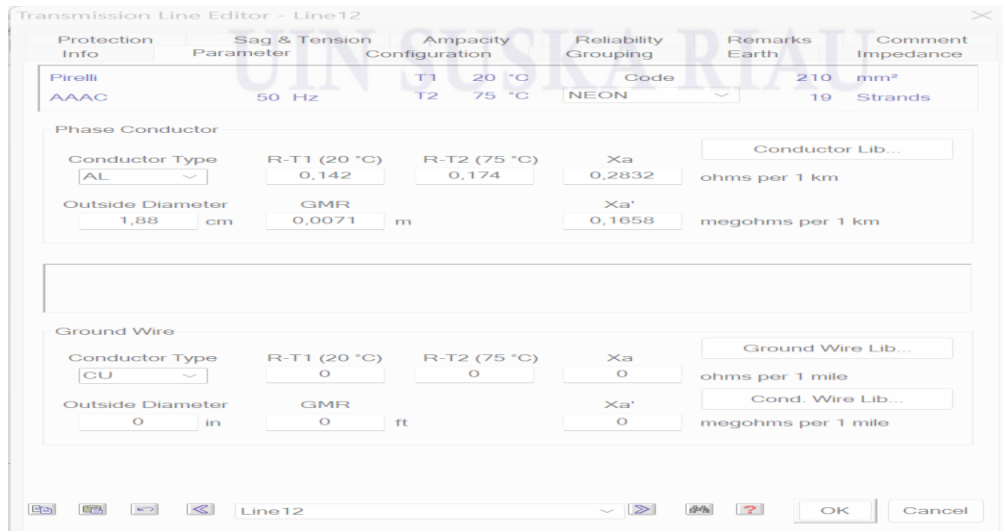 Transmission Line Editor - Line12
Protection Sag & Tension Ampacity Reliability Remarks Comment
Info Parameter Configuration Grouping Earth Impedance
UIN SUSKA RIAU
Pirelli T1 20 °C Code 210 mm²
AAAC 50 Hz T2 75 °C NEON 19 Strands
Phase Conductor
Conductor Type R-T1 (20 °C) R-T2 (75 °C) Xa Conductor Lib...
AL 0,142 0,174 0,2832 ohms per 1 km
Outside Diameter GMR Xa'
1,88 cm 0,0071 m 0,1658 megohms per 1 km
Ground Wire
Conductor Type R-T1 (20 °C) R-T2 (75 °C) Xa Ground Wire Lib...
CU 0 0 0 ohms per 1 mile
Outside Diameter GMR Xa' Cond. Wire Lib...
0 in 0 ft 0 megohms per 1 mile
Line12 ? OK Cancel